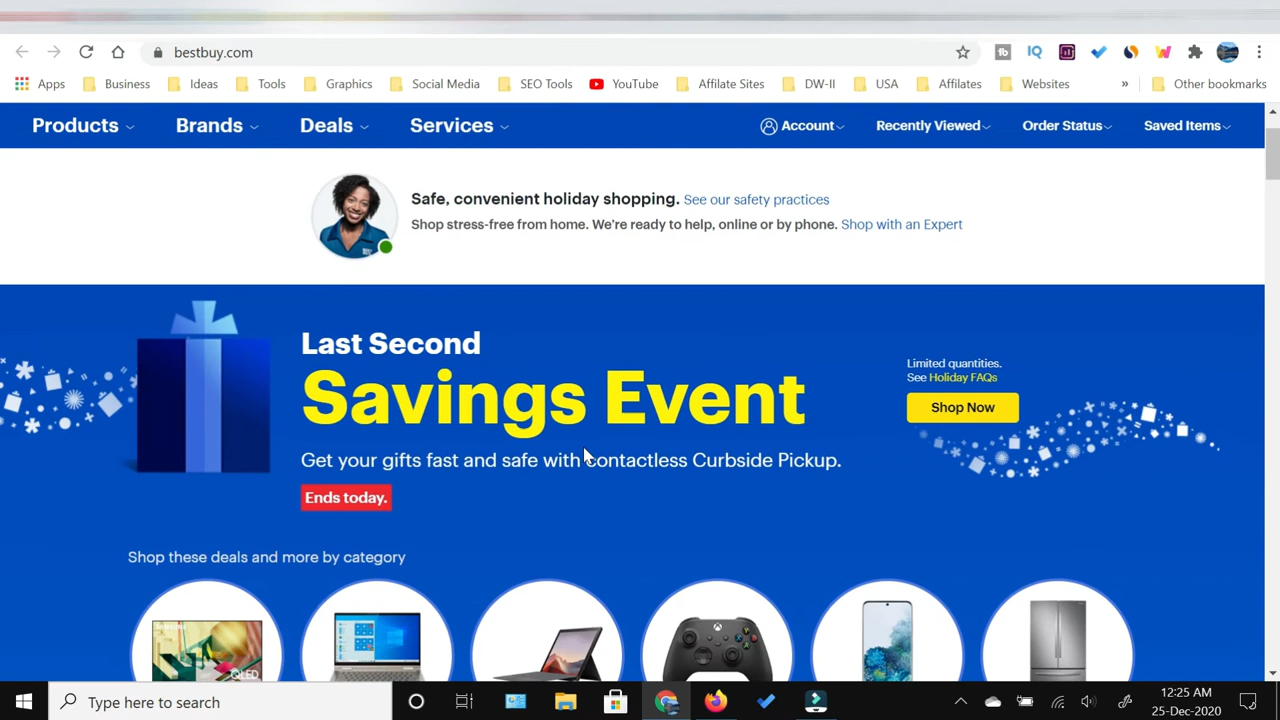 bestbuy.com
Apps Business Ideas Tools Graphics Social Media SEO Tools YouTube Affilate Sites DW-II USA Affilates Websites » Other bookmarks
Products Brands Deals Services Account Recently Viewed Order Status Saved Items
Safe, convenient holiday shopping. See our safety practices
Shop stress-free from home. We're ready to help, online or by phone. Shop with an Expert
Last Second
Savings Event
Get your gifts fast and safe with contactless Curbside Pickup.
Ends today.
Limited quantities.
See Holiday FAQs
Shop Now
Shop these deals and more by category
QLED
Type here to search
12:25 AM
25-Dec-2020